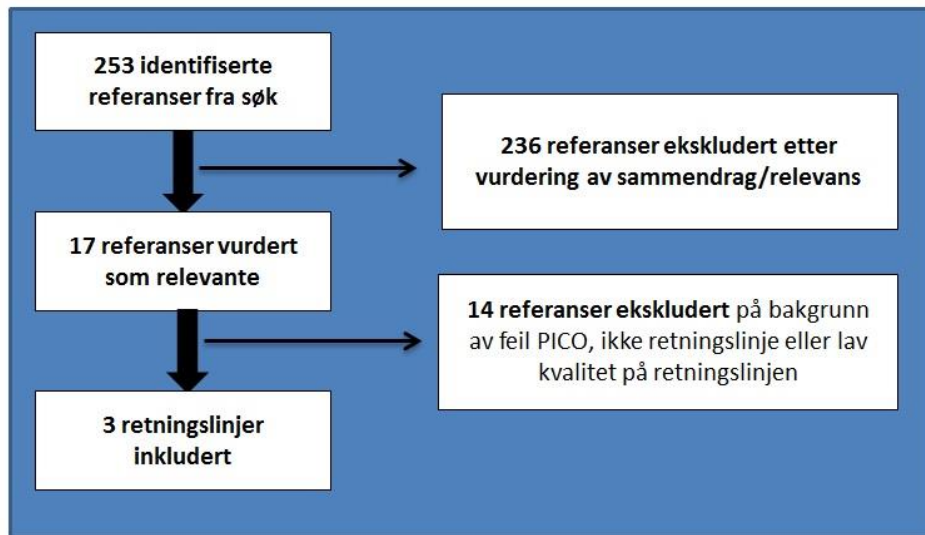 253 identifiserte
referanser fra søk
236 referanser ekskludert etter
vurdering av sammendrag/relevans
17 referanser vurdert
som relevante
14 referanser ekskludert på bakgrunn
av feil PICO, ikke retningslinje eller lav
kvalitet på retningslinjen
3 retningslinjer
inkludert